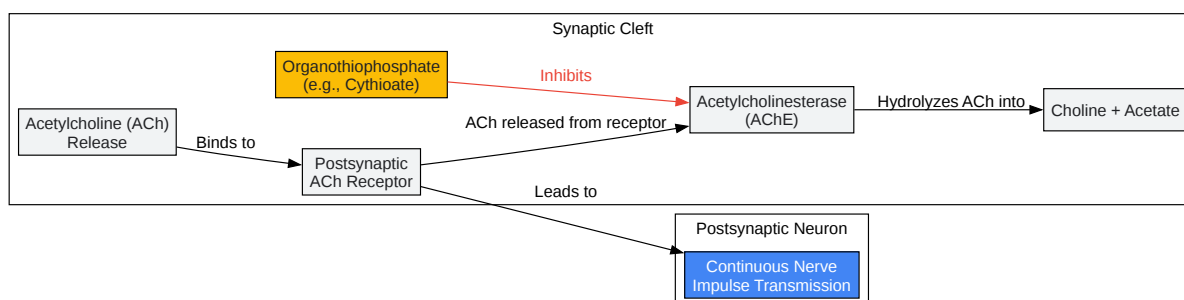 Synaptic Cleft
Organothiophosphate
(e.g., Cythioate)
Inhibits
Acetylcholinesterase
(AChE)
Hydrolyzes ACh into
Choline + Acetate
Acetylcholine (ACh)
Release
Binds to
ACh released from receptor
Postsynaptic
ACh Receptor
Leads to
Postsynaptic Neuron
Continuous Nerve
Impulse Transmission